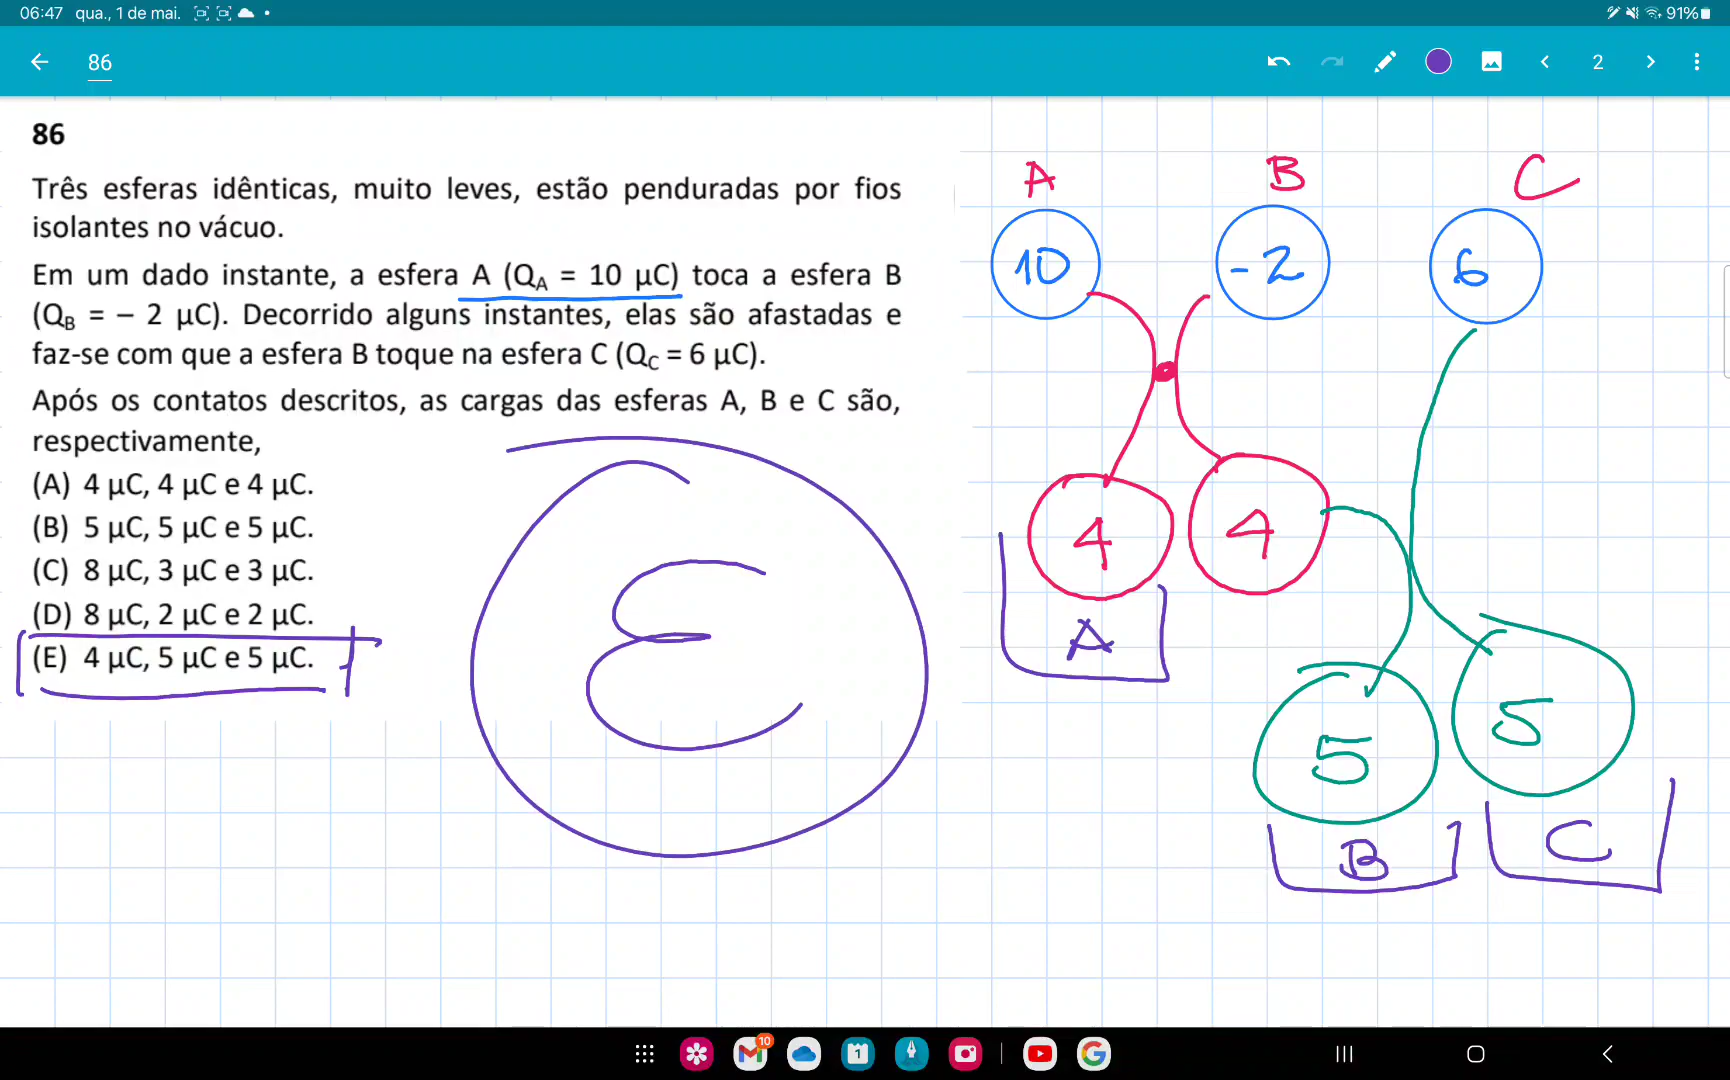 06:47 qua., 1 de mai.
91%
86
2
86
Três esferas idênticas, muito leves, estão penduradas por fios
isolantes no vácuo.
Em um dado instante, a esfera A (QA = 10 µC) toca a esfera B
(QB = – 2 µC). Decorrido alguns instantes, elas são afastadas e
faz-se com que a esfera B toque na esfera C (QC = 6 µC).
Após os contatos descritos, as cargas das esferas A, B e C são,
respectivamente,
(A) 4 µC, 4 µC e 4 µC.
(B) 5 µC, 5 µC e 5 µC.
(C) 8 µC, 3 µC e 3 µC.
(D) 8 µC, 2 µC e 2 µC.
(E) 4 µC, 5 µC e 5 µC.
E
A B C
10 -2 6
4 4
A
5 5
B C
10
1